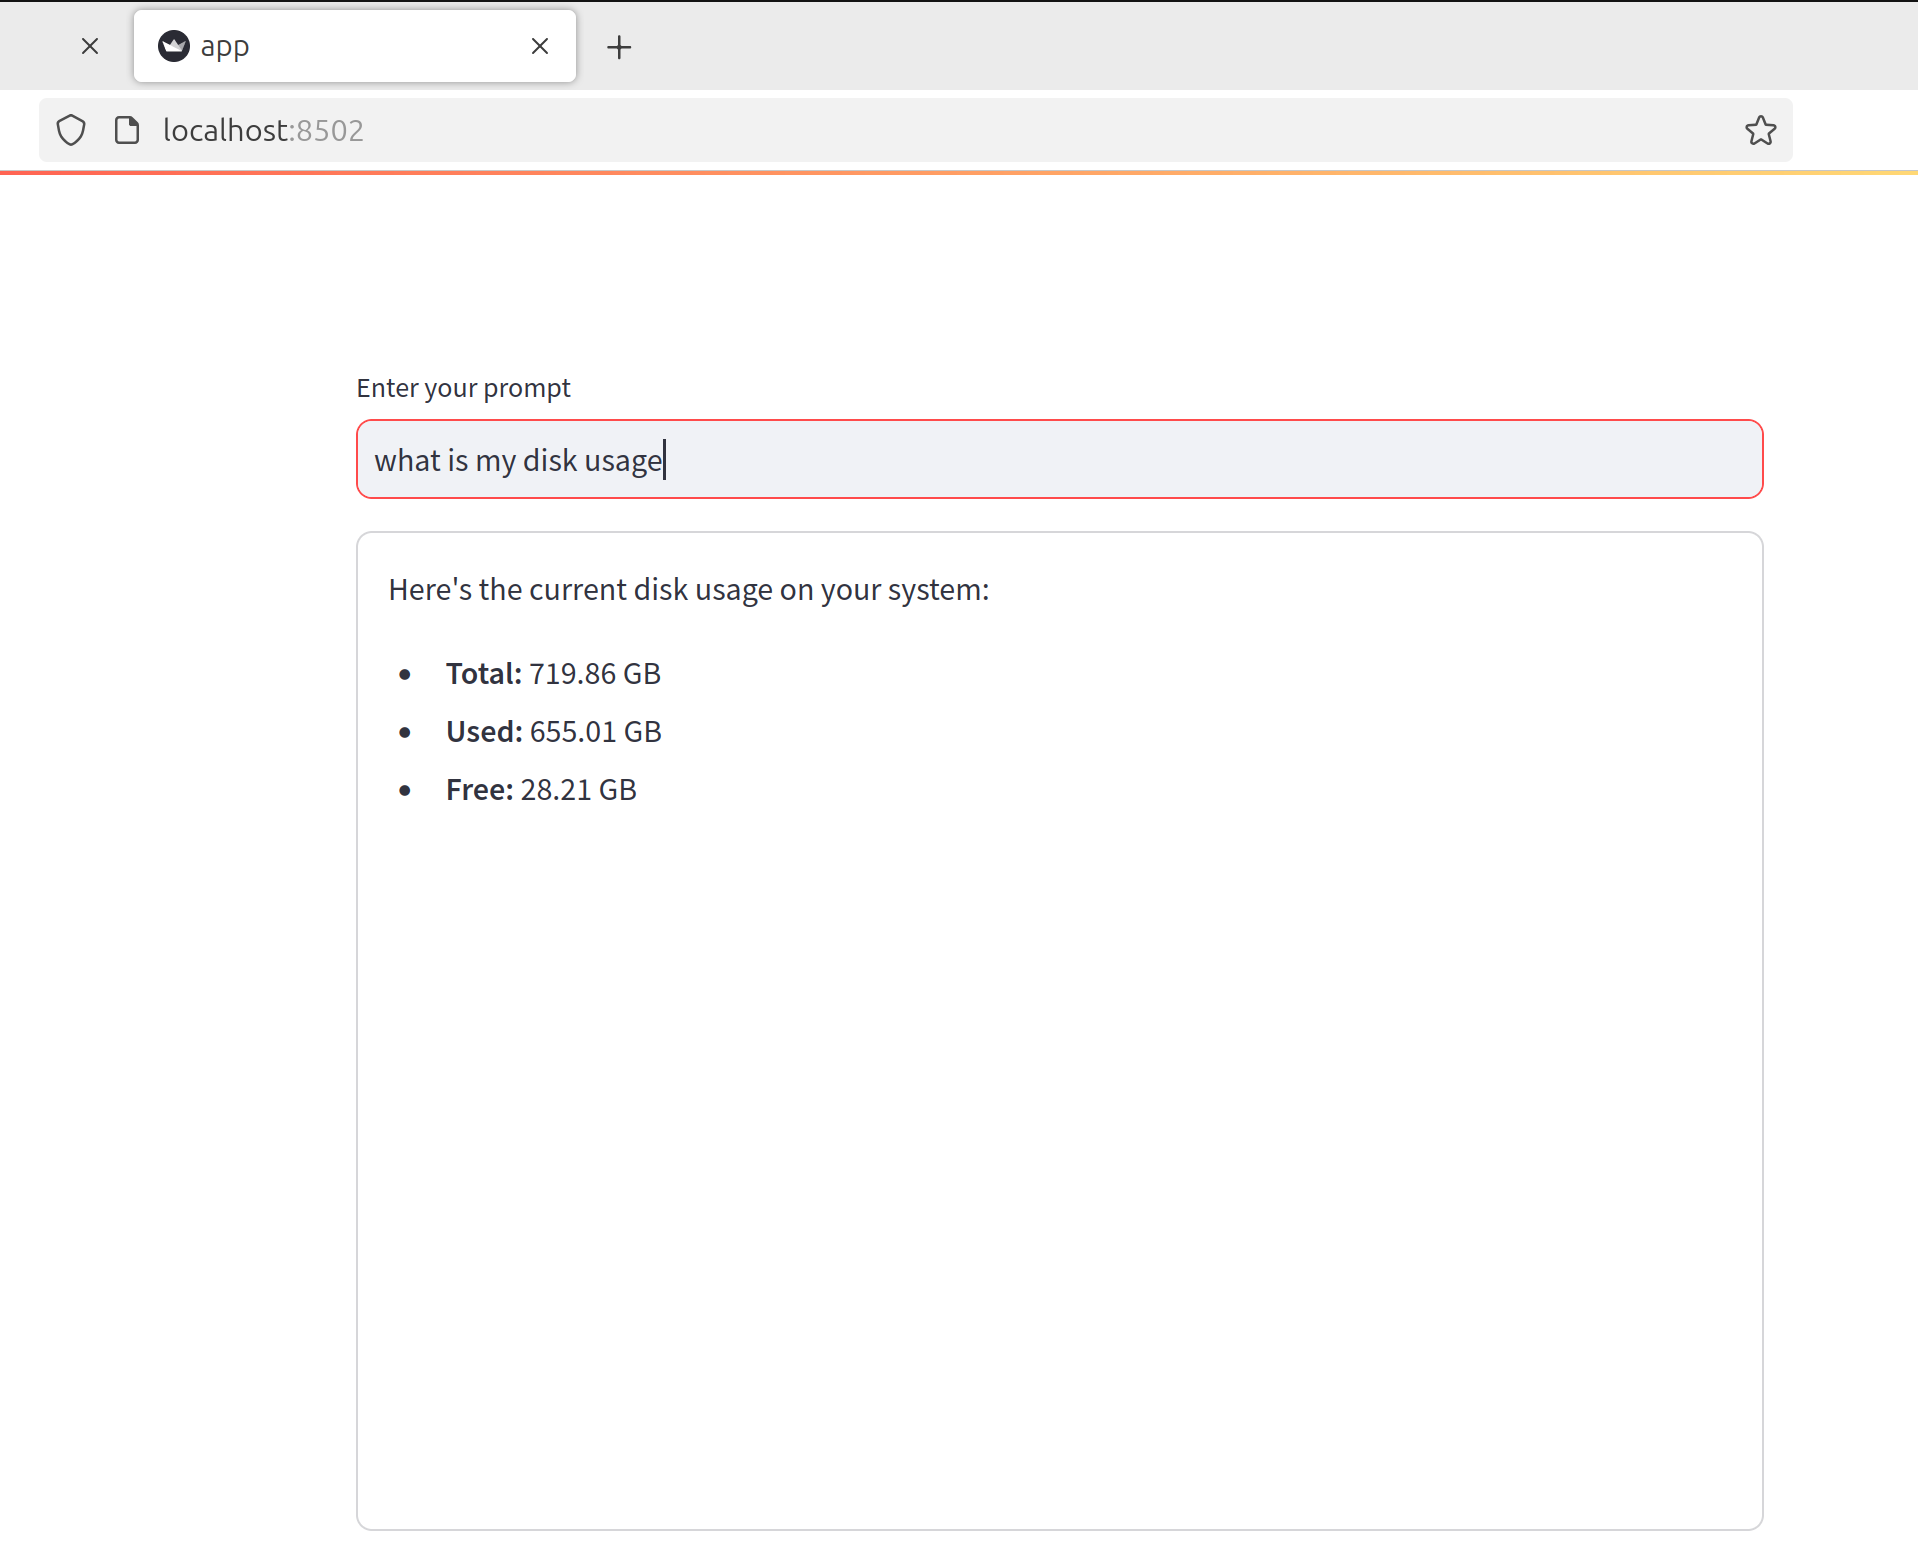 app
localhost:8502
Enter your prompt
what is my disk usage
Here's the current disk usage on your system:
Total: 719.86 GB
Used: 655.01 GB
Free: 28.21 GB